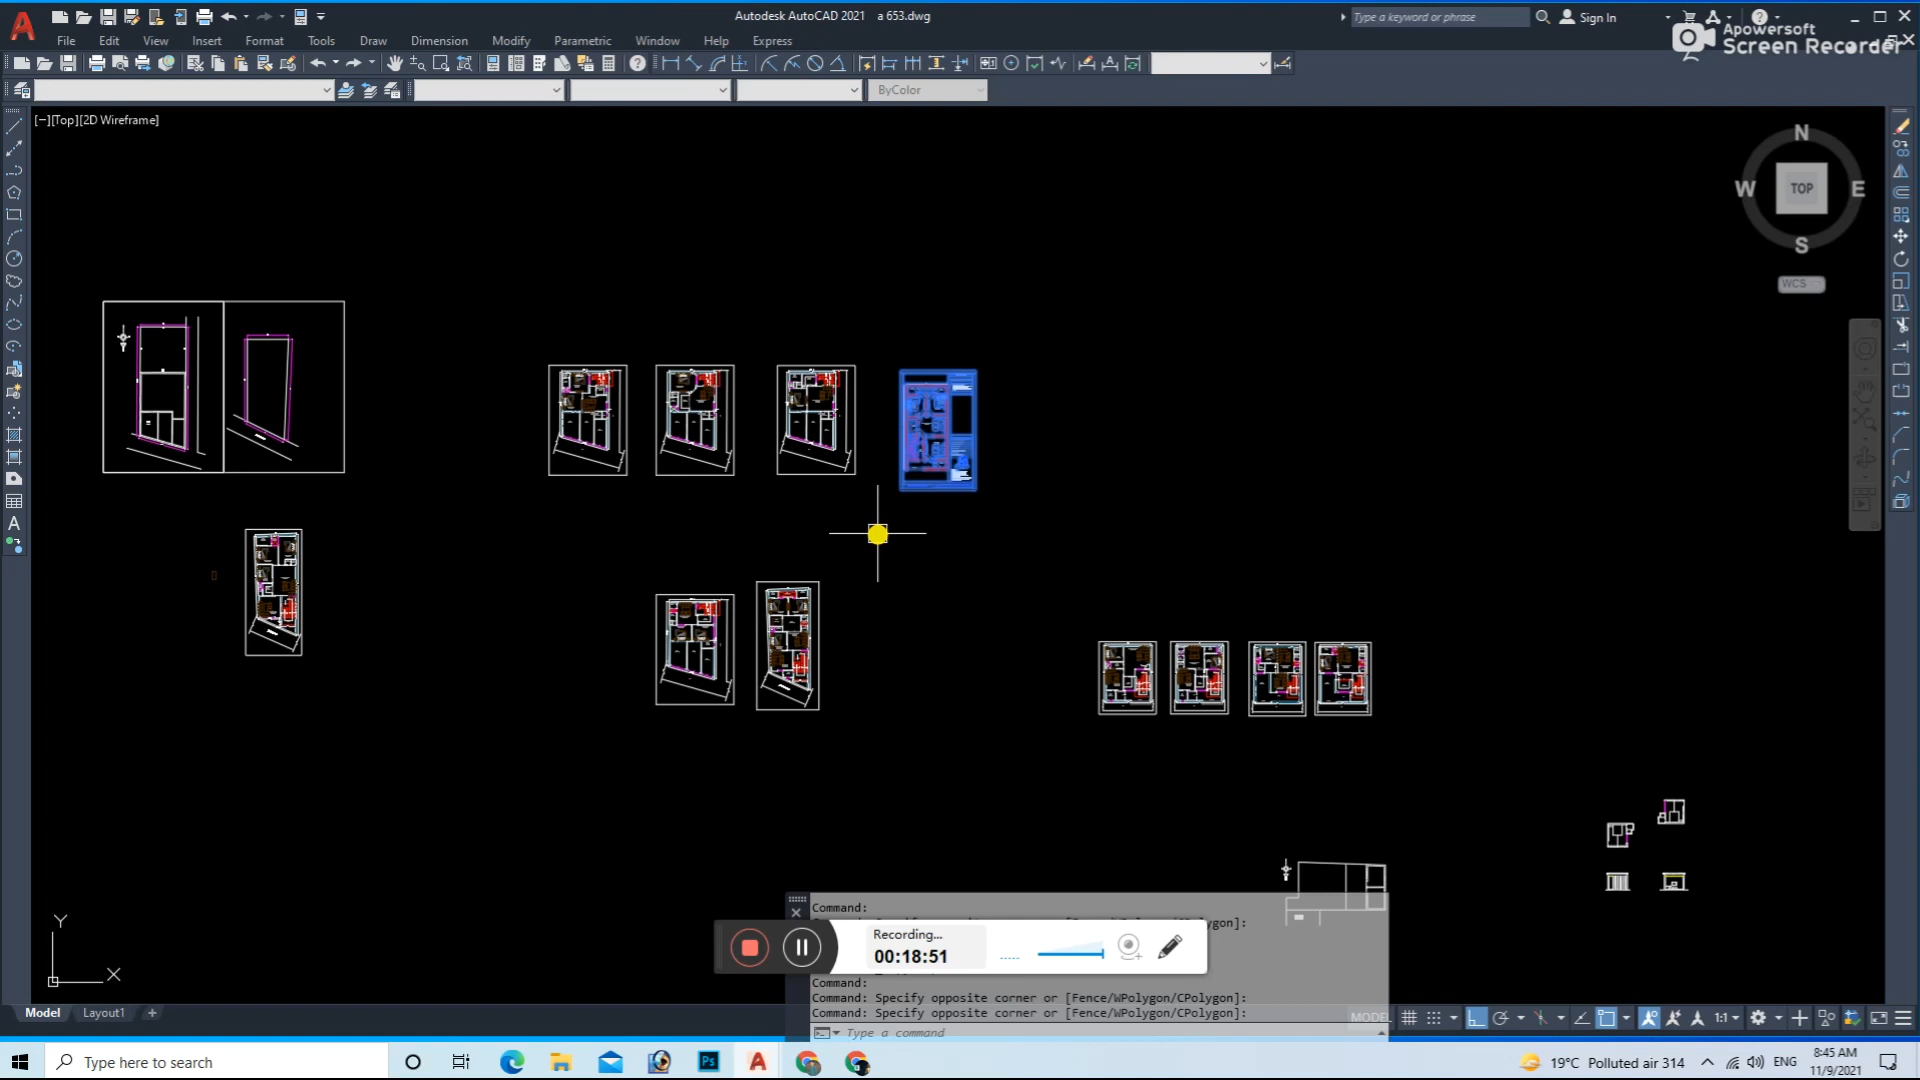 Autodesk AutoCAD 2021 a 653.dwg
Type a keyword or phrase
Sign In
File Edit View Insert Format Tools Draw Dimension Modify Parametric Window Help Express
Apowersoft
Screen Recorder
ByColor
[−][Top][2D Wireframe]
N
W
TOP
E
S
WCS
Y
X
Command:
ygon]:
Recording...
00:18:51
Command:
Command: Specify opposite corner or [Fence/WPolygon/CPolygon]:
Command: Specify opposite corner or [Fence/WPolygon/CPolygon]:
Type a command
Model Layout1
MODEL
1:1
Type here to search
Ps
19°C Polluted air 314
ENG
8:45 AM
11/9/2021